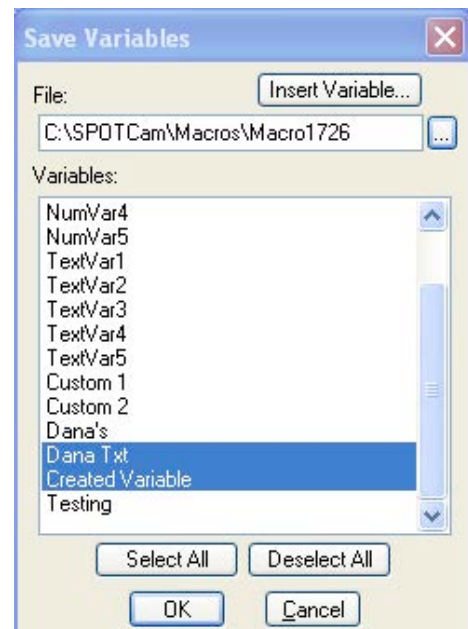 Save Variables
File:
Insert Variable...
C:\SPOTCam\Macros\Macro1726
...
Variables:
NumVar4
NumVar5
TextVar1
TextVar2
TextVar3
TextVar4
TextVar5
Custom 1
Custom 2
Dana's
Dana Txt
Created Variable
Testing
Select All Deselect All
OK Cancel